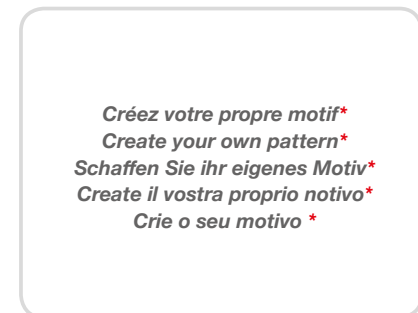 Créez votre propre motif*
Create your own pattern*
Schaffen Sie ihr eigenes Motiv*
Create il vostra proprio notivo*
Crie o seu motivo *